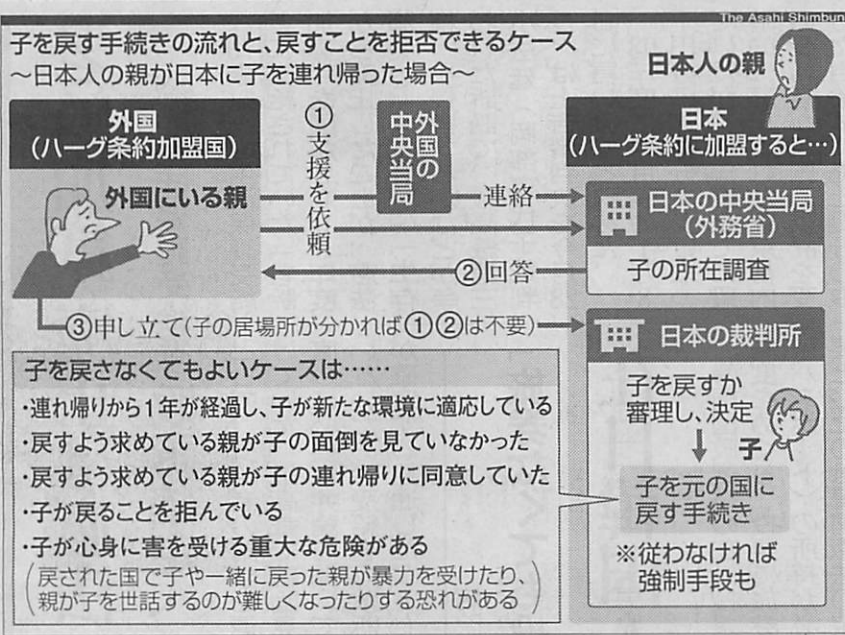 The Asahi Shimbun
子を戻す手続きの流れと、戻すことを拒否できるケース
〜日本人の親が日本に子を連れ帰った場合〜
日本人の親
外国
(ハーグ条約加盟国)
外国にいる親
①支援を依頼
外国の
中央当局
連絡
日本
(ハーグ条約に加盟すると…)
日本の中央当局
(外務省)
子の所在調査
②回答
③申し立て(子の居場所が分かれば①②は不要)
日本の裁判所
子を戻すか
審理し、決定
子
子を元の国に
戻す手続き
※従わなければ
強制手段も
子を戻さなくてもよいケースは……
・連れ帰りから1年が経過し、子が新たな環境に適応している
・戻すよう求めている親が子の面倒を見ていなかった
・戻すよう求めている親が子の連れ帰りに同意していた
・子が戻ることを拒んでいる
・子が心身に害を受ける重大な危険がある
(戻された国で子や一緒に戻った親が暴力を受けたり、
親が子を世話するのが難しくなったりする恐れがある)